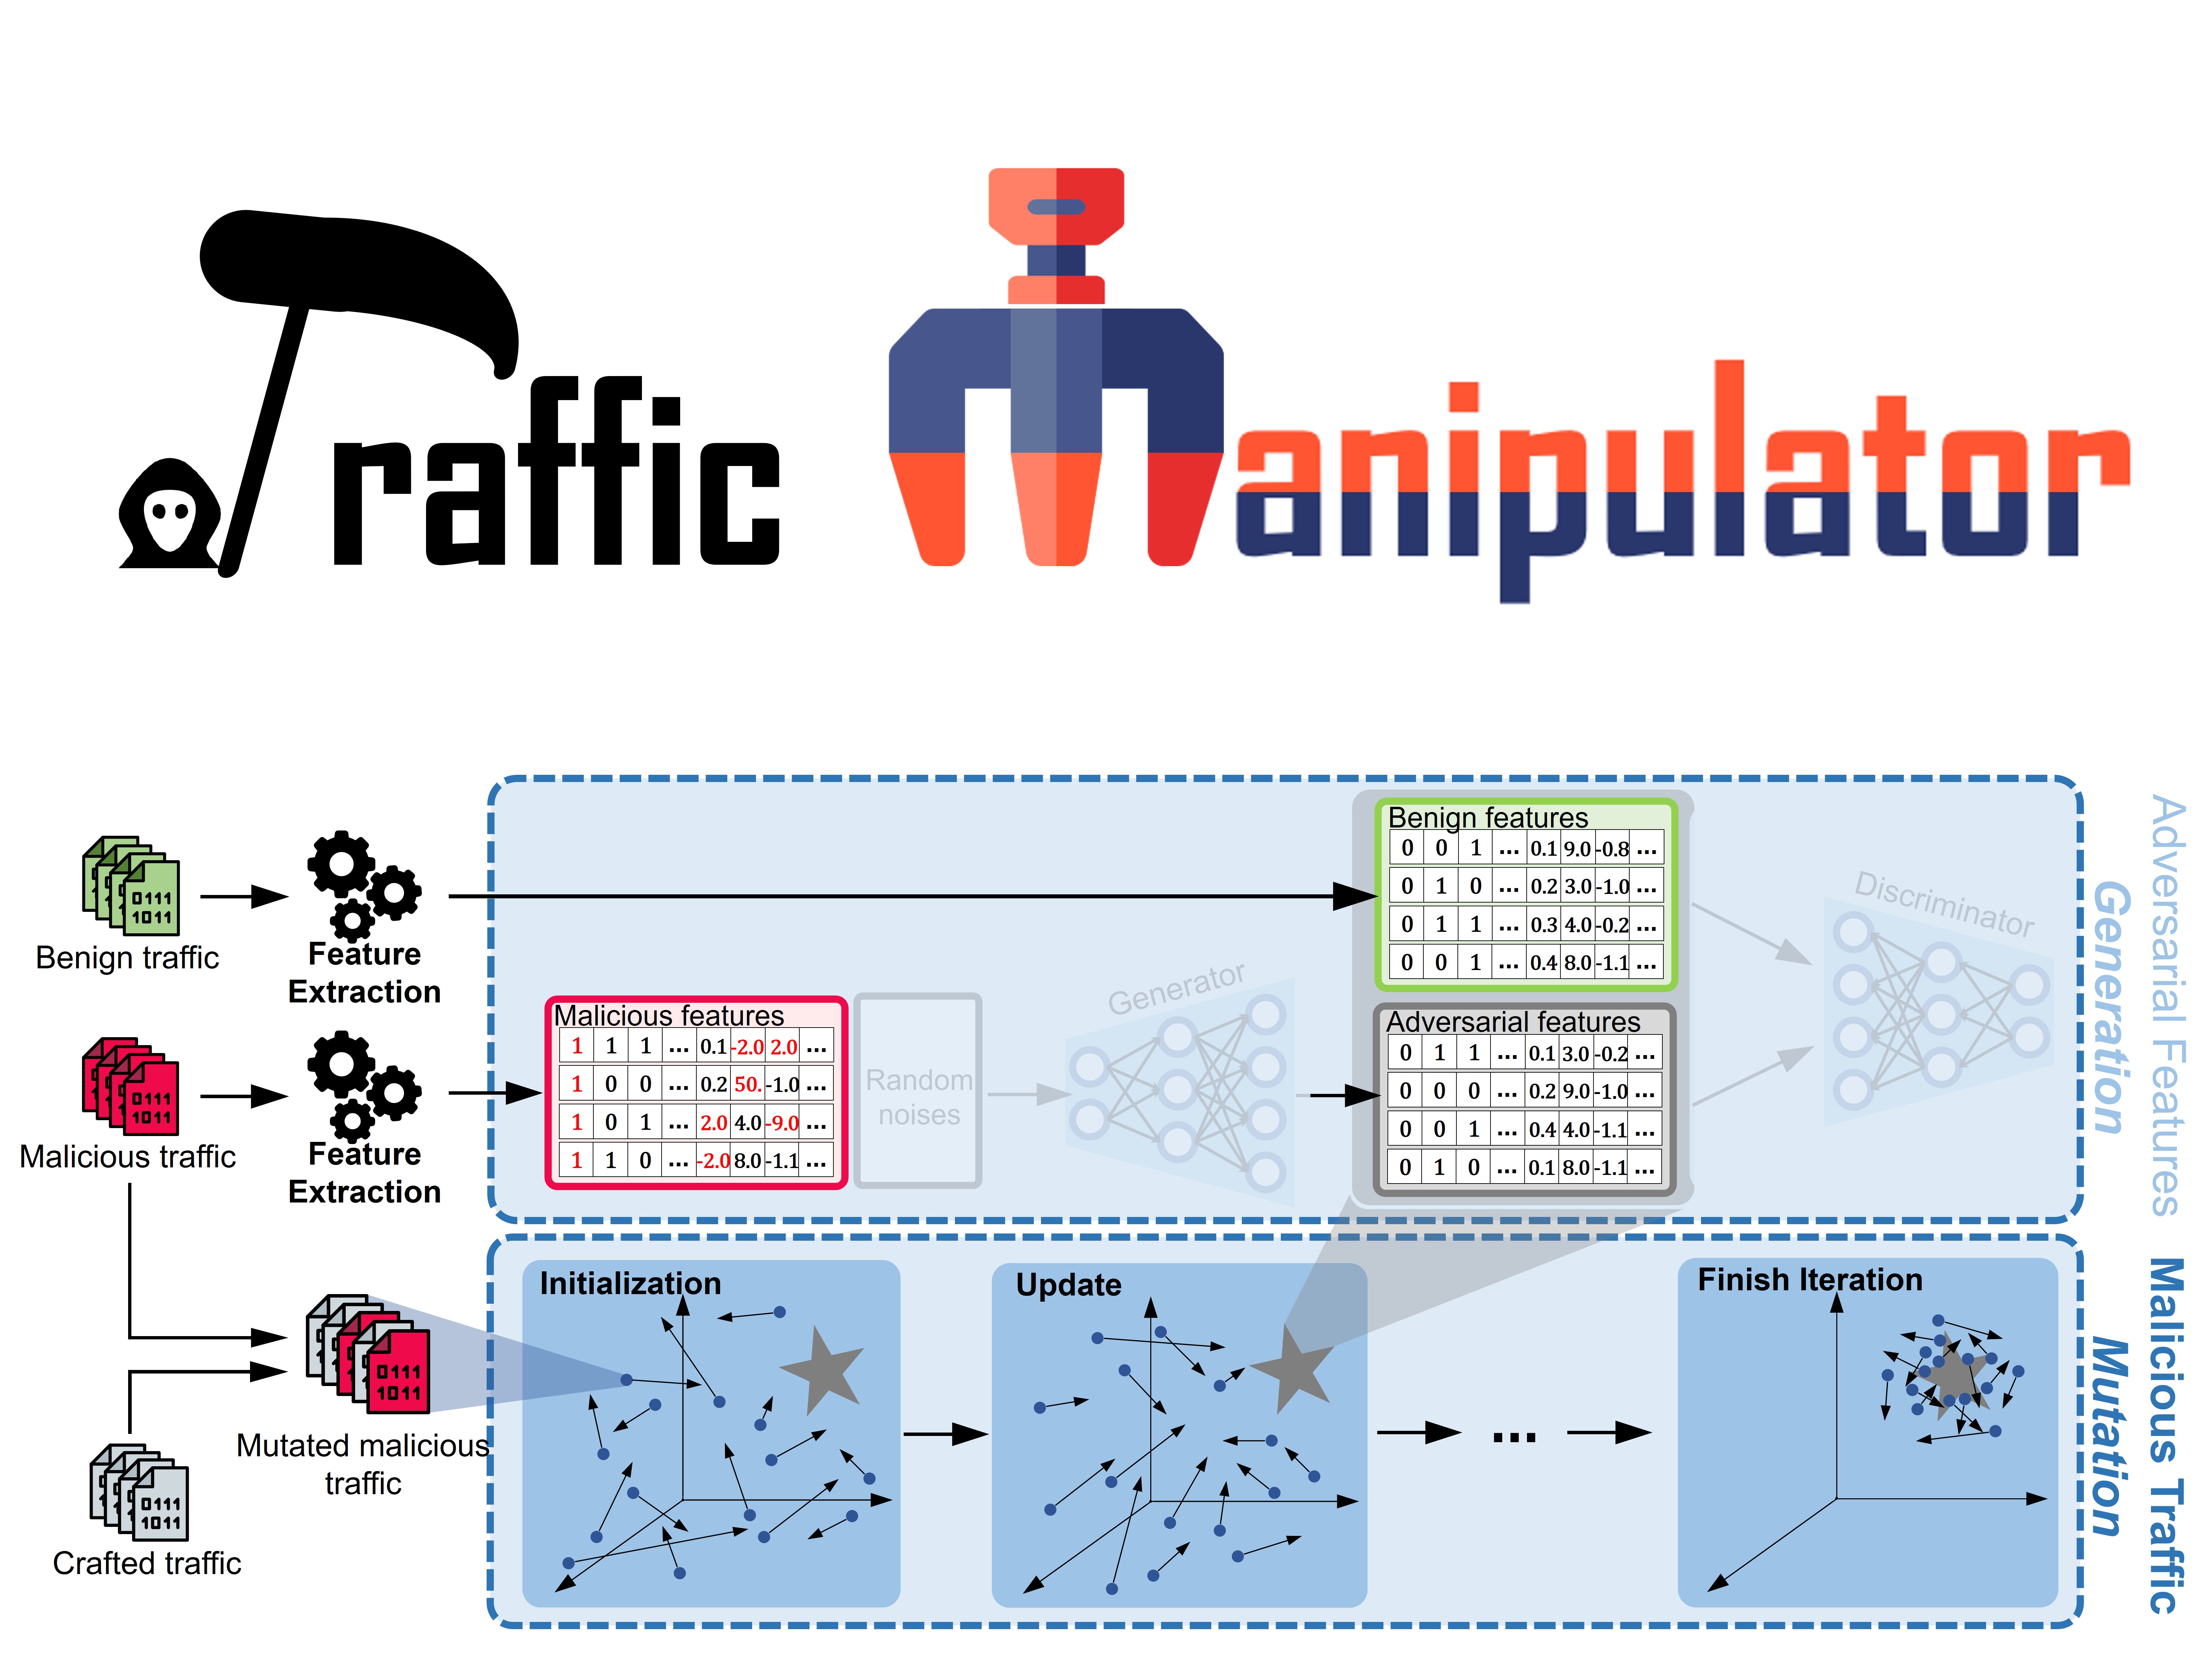 Traffic Manipulator
Benign features
0 0 1 ... 0.1 9.0 -0.8 ...
0 1 0 ... 0.2 3.0 -1.0 ...
0 1 1 ... 0.3 4.0 -0.2 ...
0 0 1 ... 0.4 8.0 -1.1 ...
0111
1011
Benign traffic
Feature
Extraction
Discriminator
Generator
Malicious features
1 1 1 ... 0.1 -2.0 2.0 ...
1 0 0 ... 0.2 50. -1.0 ...
1 0 1 ... 2.0 4.0 -9.0 ...
1 1 0 ... -2.0 8.0 -1.1 ...
Random
noises
Adversarial features
0 1 1 ... 0.1 3.0 -0.2 ...
0 0 0 ... 0.2 9.0 -1.0 ...
0 0 1 ... 0.4 4.0 -1.1 ...
0 1 0 ... 0.1 8.0 -1.1 ...
0111
1011
Malicious traffic
Feature
Extraction
Adversarial Features
Generation
Initialization
Update
...
Finish Iteration
0111
1011
Mutated malicious
traffic
0111
1011
Crafted traffic
Malicious Traffic
Mutation